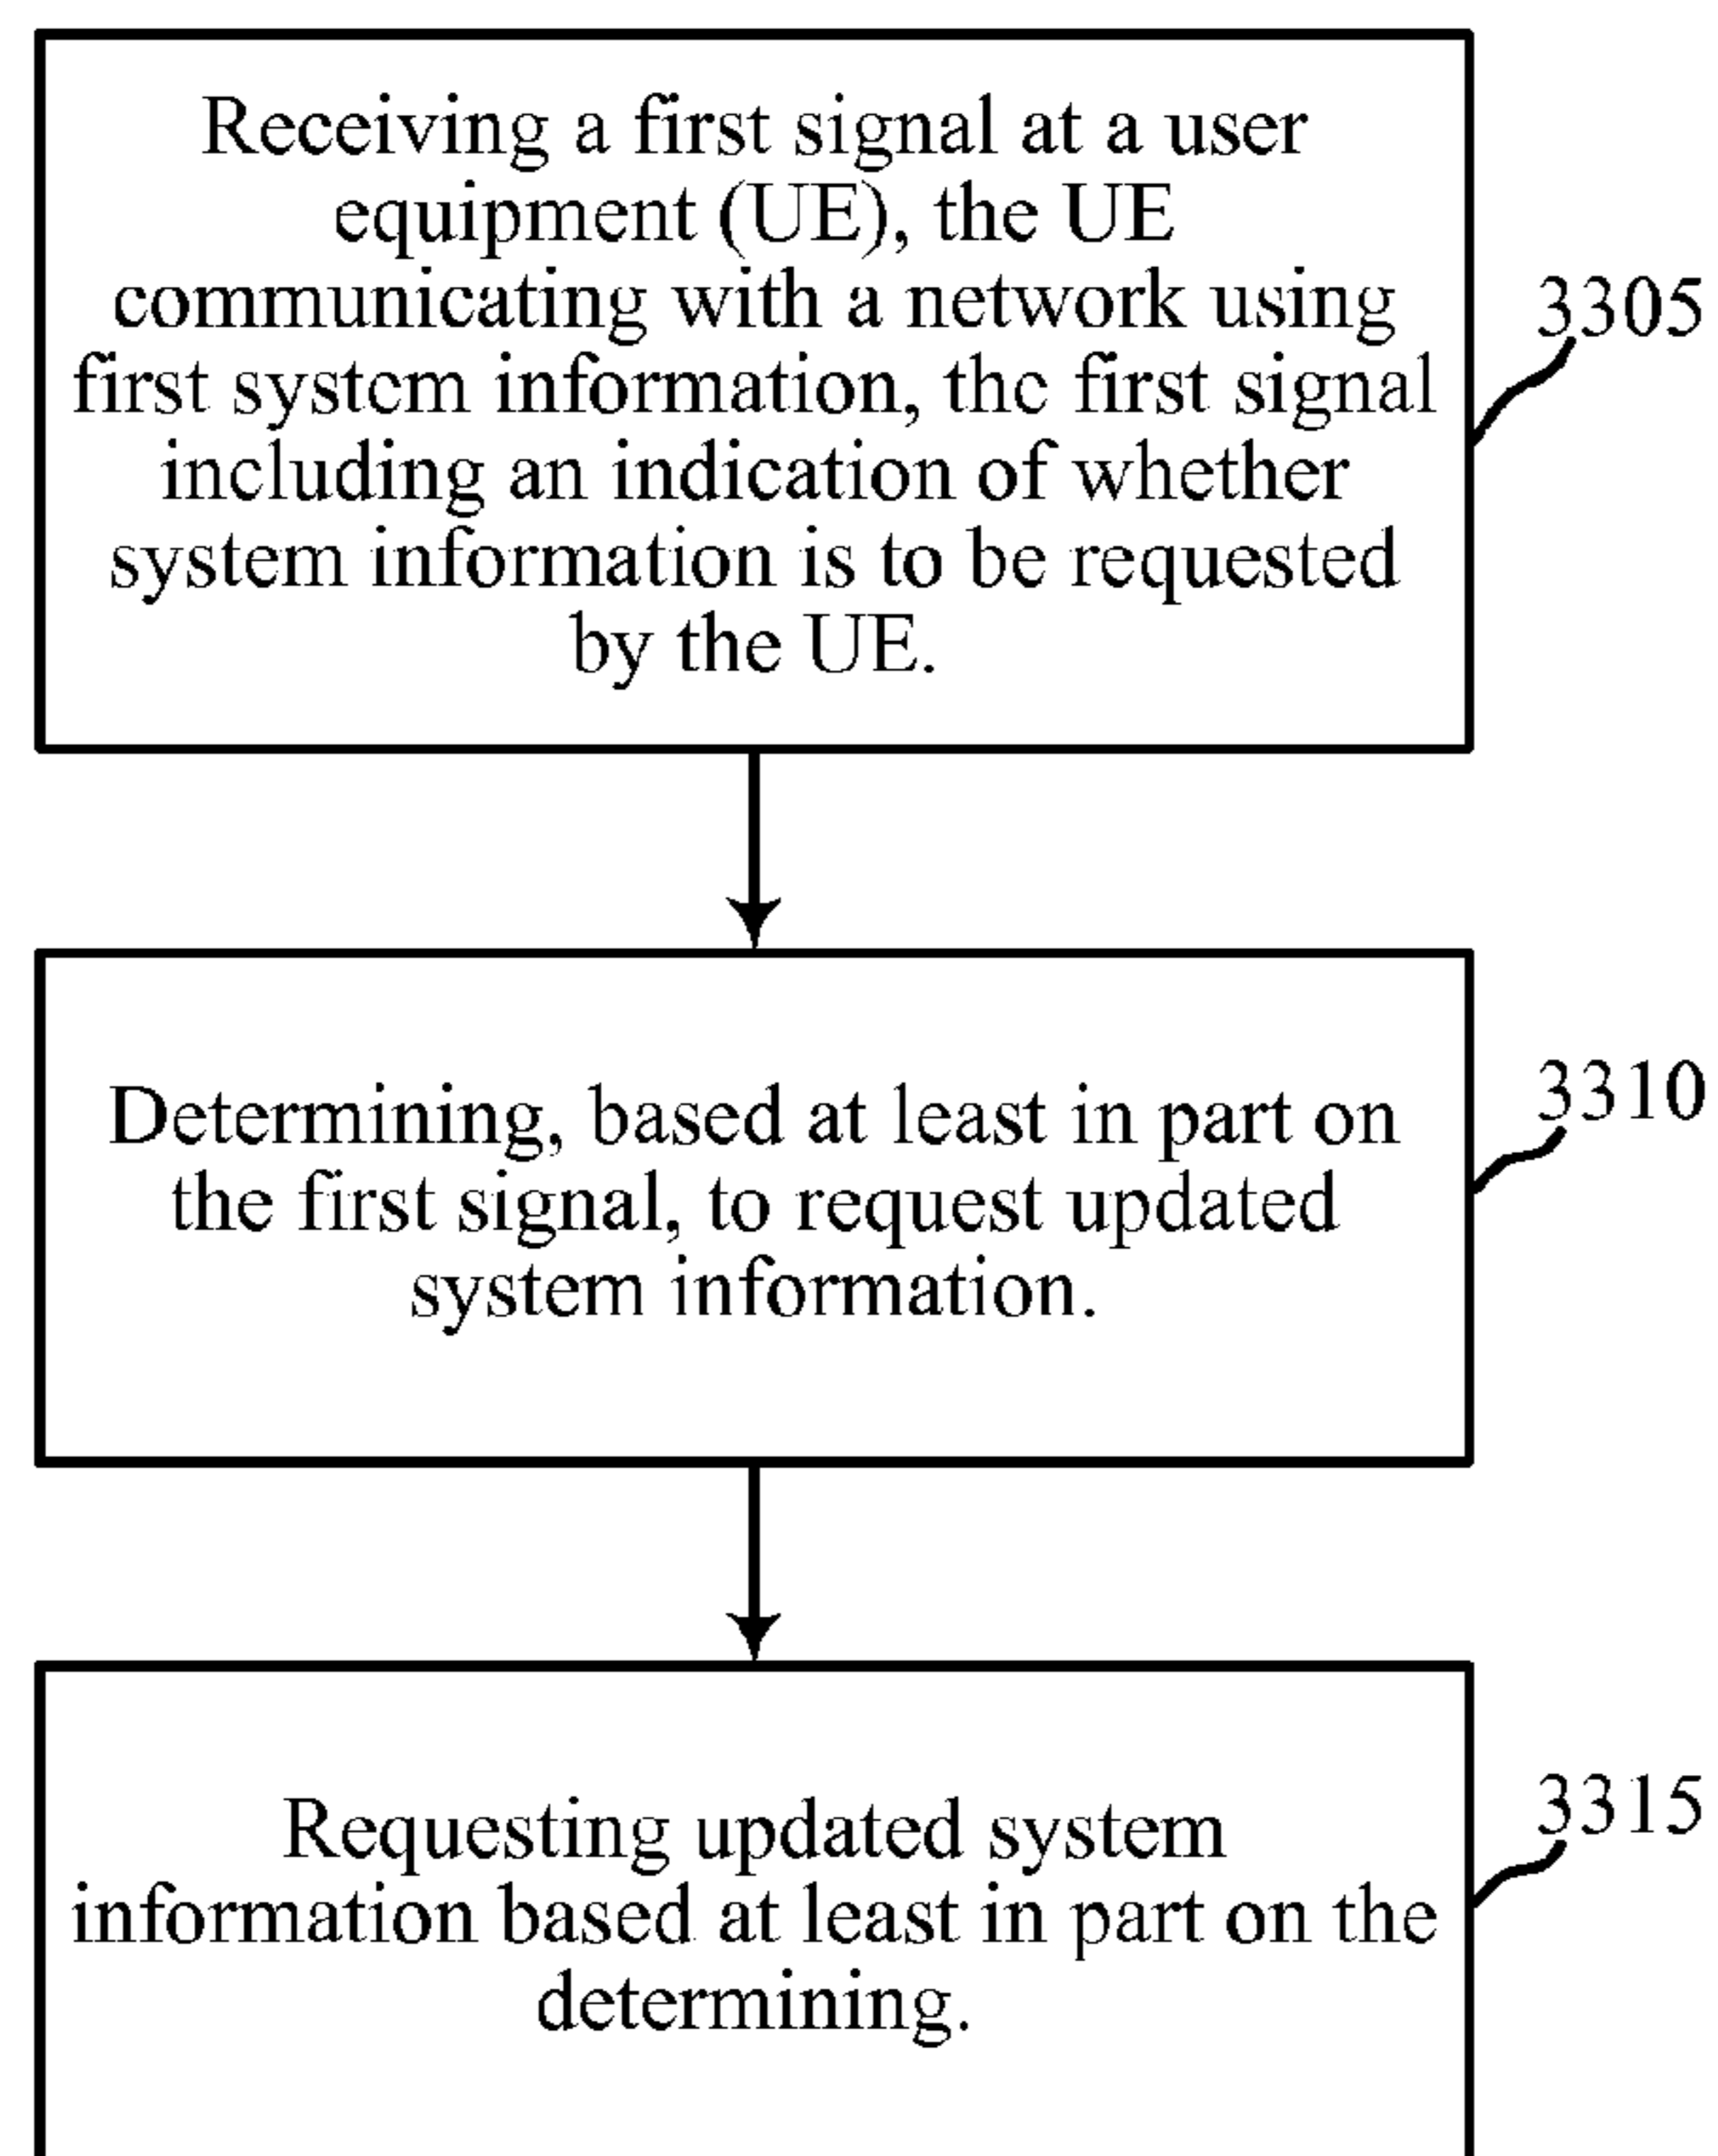 Receiving a first signal at a user
equipment (UE), the UE
communicating with a network using
first system information, the first signal
including an indication of whether
system information is to be requested
by the UE.
3305
Determining, based at least in part on
the first signal, to request updated
system information.
3310
Requesting updated system
information based at least in part on the
determining.
3315